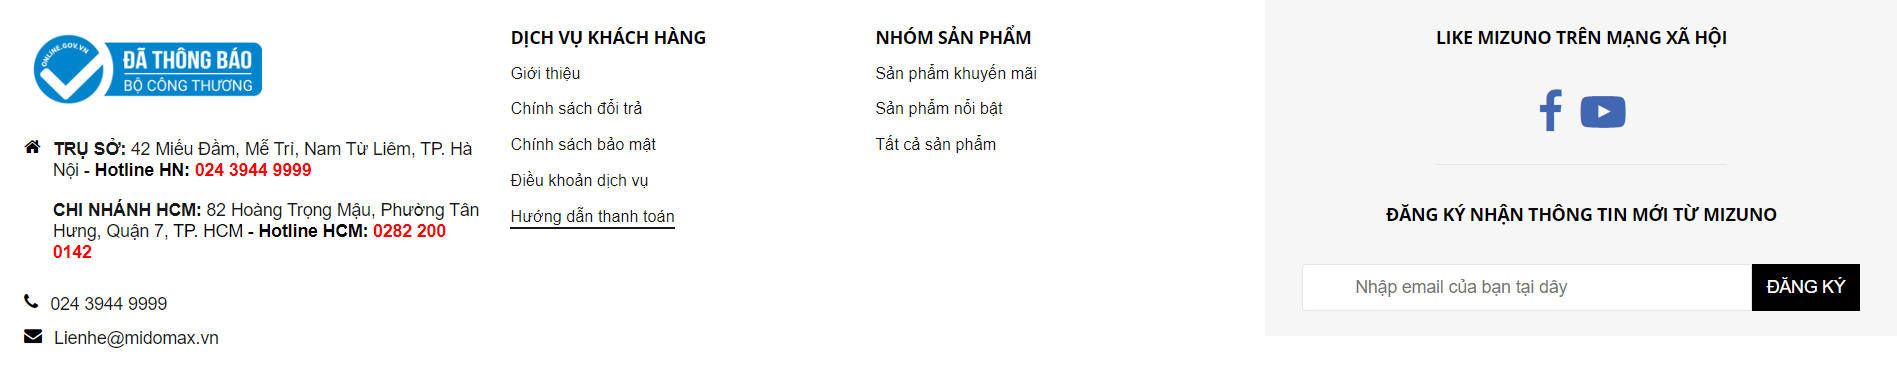 ONLINE.GOV.VN
ĐÃ THÔNG BÁO
BỘ CÔNG THƯƠNG
TRỤ SỞ: 42 Miếu Đầm, Mễ Trì, Nam Từ Liêm, TP. Hà
Nội - Hotline HN: 024 3944 9999
CHI NHÁNH HCM: 82 Hoàng Trọng Mậu, Phường Tân
Hưng, Quận 7, TP. HCM - Hotline HCM: 0282 200
0142
024 3944 9999
Lienhe@midomax.vn
DỊCH VỤ KHÁCH HÀNG
Giới thiệu
Chính sách đổi trả
Chính sách bảo mật
Điều khoản dịch vụ
Hướng dẫn thanh toán
NHÓM SẢN PHẨM
Sản phẩm khuyến mãi
Sản phẩm nổi bật
Tất cả sản phẩm
LIKE MIZUNO TRÊN MẠNG XÃ HỘI
ĐĂNG KÝ NHẬN THÔNG TIN MỚI TỪ MIZUNO
Nhập email của bạn tại dây
ĐĂNG KÝ